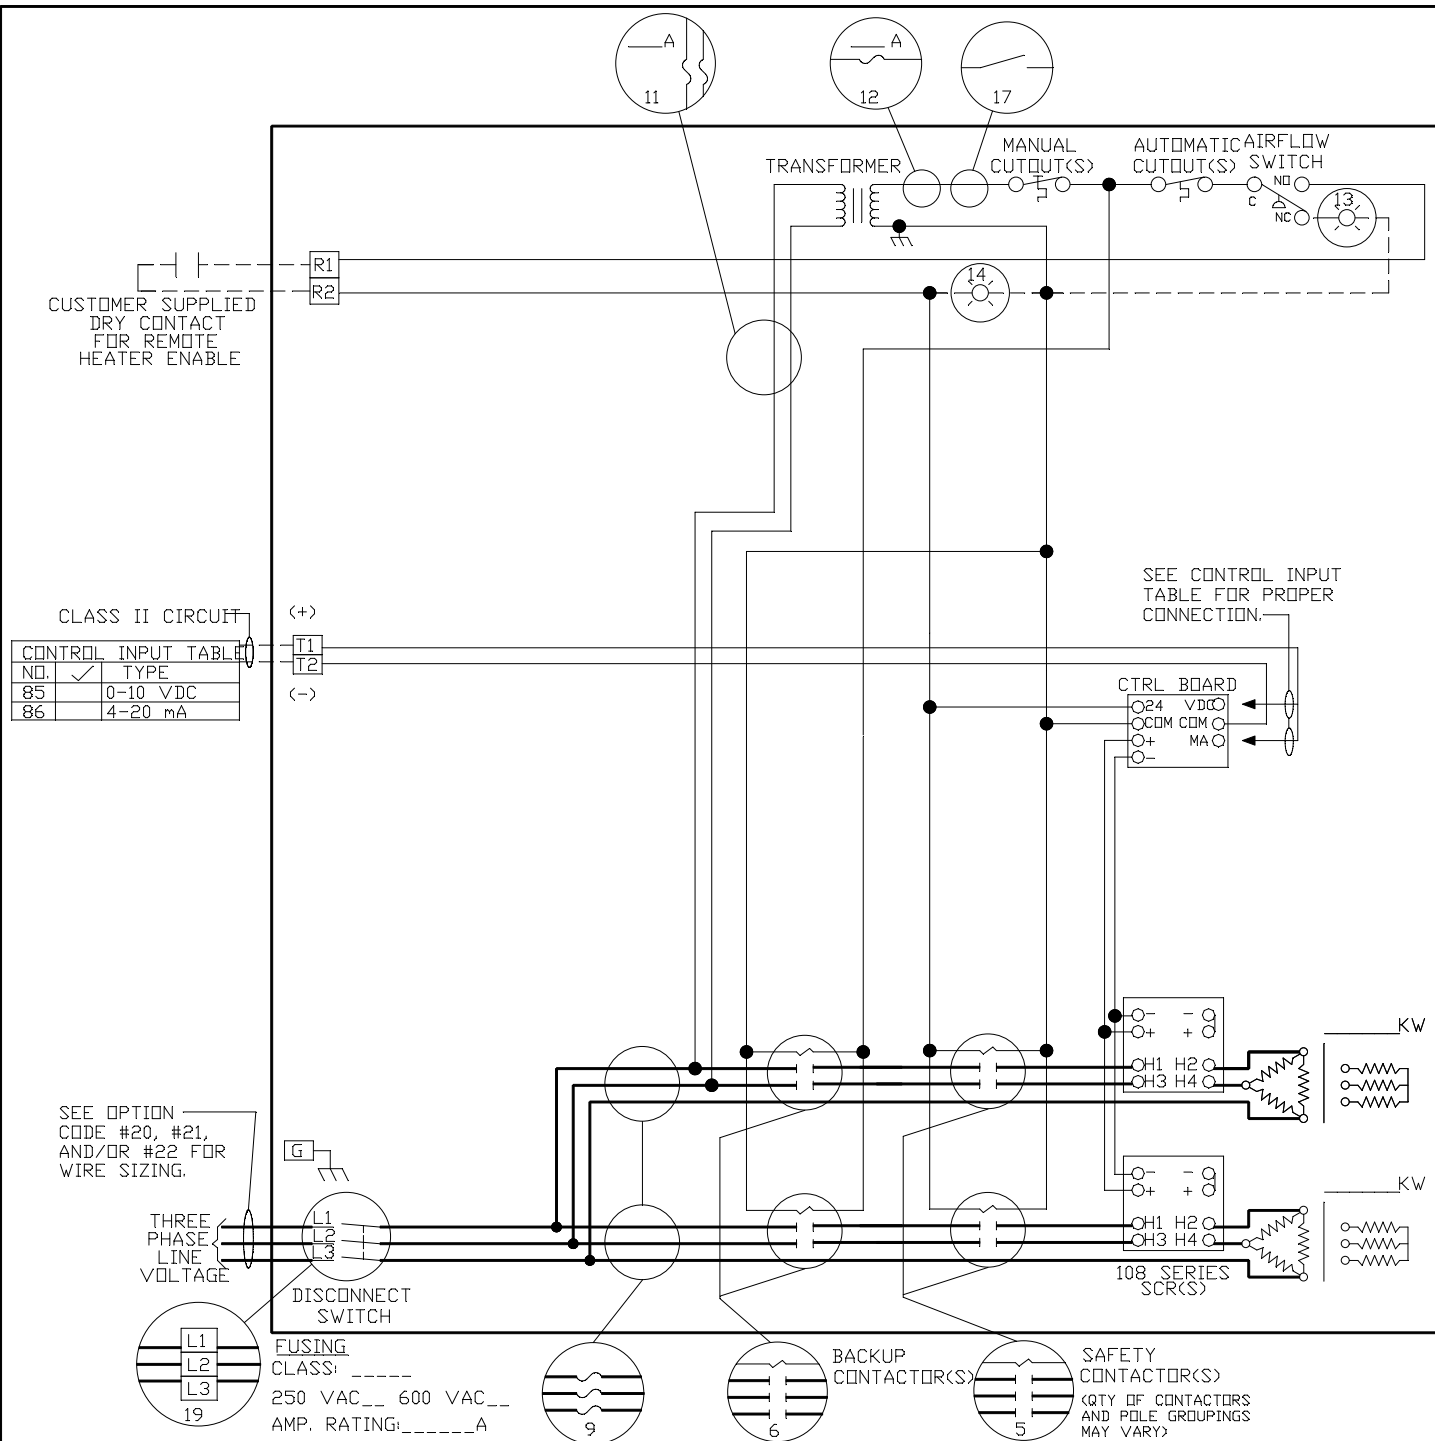 A
11
A
12
17
TRANSFORMER
MANUAL
CUTOUT(S)
AUTOMATIC
CUTOUT(S)
AIRFLOW
SWITCH
NO
C
NC
13
R1
R2
14
CUSTOMER SUPPLIED
DRY CONTACT
FOR REMOTE
HEATER ENABLE
SEE CONTROL INPUT
TABLE FOR PROPER
CONNECTION.
CLASS II CIRCUIT
(+)
T1
T2
(-)
CONTROL INPUT TABLE
NO. ✓ TYPE
85 0-10 VDC
86 4-20 mA
CTRL BOARD
24 VDC
COM COM
+ MA
-
- -
+ +
H1 H2
H3 H4
KW
SEE OPTION
CODE #20, #21,
AND/OR #22 FOR
WIRE SIZING.
G
THREE
PHASE
LINE
VOLTAGE
L1
L2
L3
DISCONNECT
SWITCH
- -
+ +
H1 H2
H3 H4
KW
108 SERIES
SCR(S)
L1
L2
L3
19
FUSING
CLASS: _____
250 VAC__ 600 VAC__
AMP. RATING:______A
9
BACKUP
CONTACTOR(S)
6
SAFETY
CONTACTOR(S)
(QTY OF CONTACTORS
AND POLE GROUPINGS
MAY VARY)
5